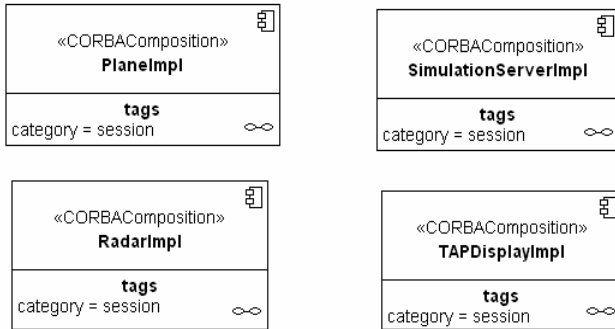 «CORBAComposition»
PlaneImpl
tags
category = session
«CORBAComposition»
SimulationServerImpl
tags
category = session
«CORBAComposition»
RadarImpl
tags
category = session
«CORBAComposition»
TAPDisplayImpl
tags
category = session